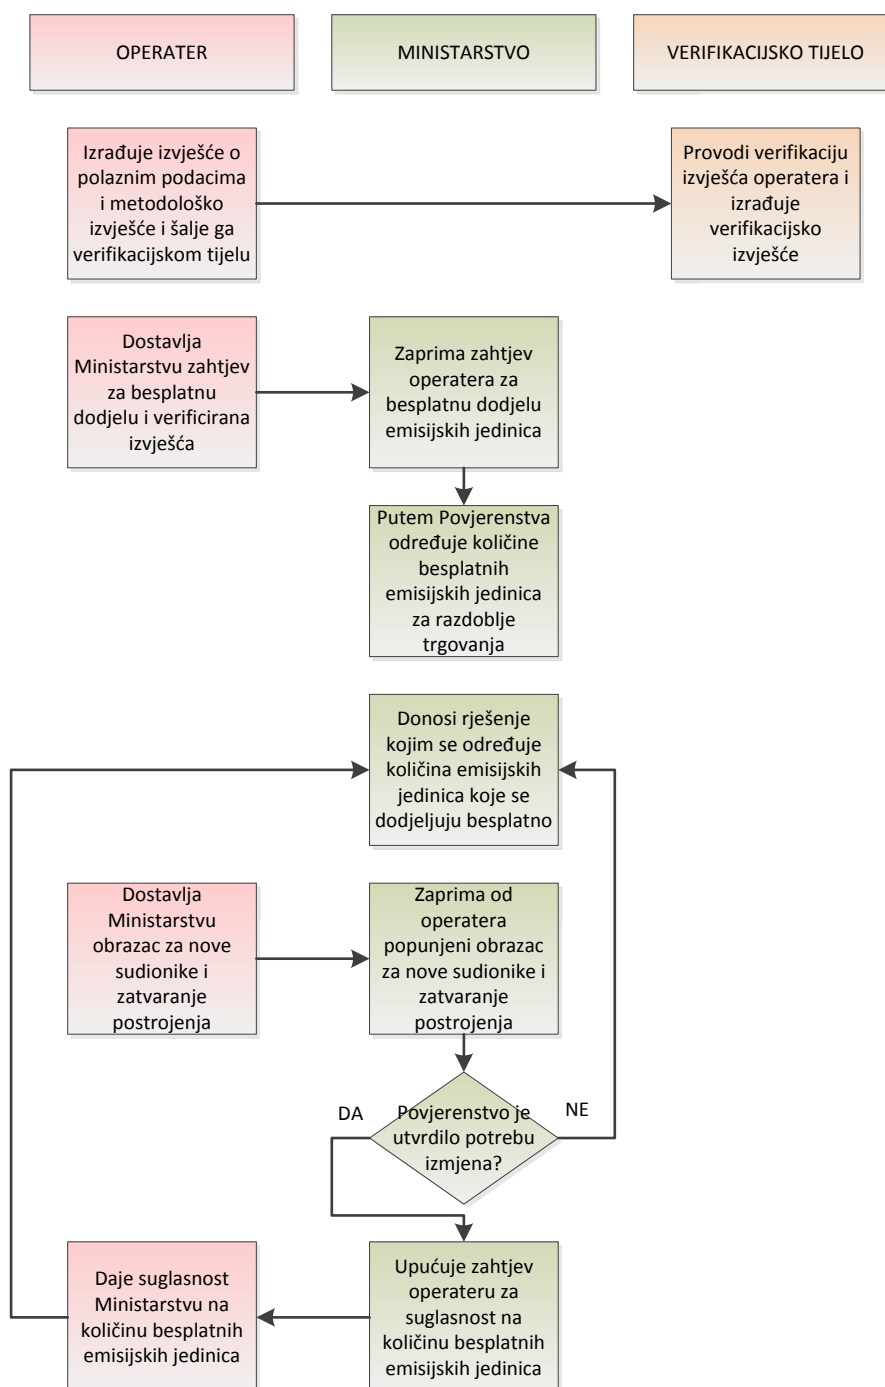 OPERATER
MINISTARSTVO
VERIFIKACIJSKO TIJELO
Izrađuje izvješće o
polaznim podacima
i metodološko
izvješće i šalje ga
verifikacijskom tijelu
Provodi verifikaciju
izvješća operatera i
izrađuje
verifikacijsko
izvješće
Dostavlja
Ministarstvu zahtjev
za besplatnu
dodjelu i verificirana
izvješća
Zaprima zahtjev
operatera za
besplatnu dodjelu
emisijskih jedinica
Putem Povjerenstva
određuje količine
besplatnih
emisijskih jedinica
za razdoblje
trgovanja
Donosi rješenje
kojim se određuje
količina emisijskih
jedinica koje se
dodjeljuju besplatno
Dostavlja
Ministarstvu
obrazac za nove
sudionike i
zatvaranje
postrojenja
Zaprima od
operatera
popunjeni obrazac
za nove sudionike i
zatvaranje
postrojenja
DA
Povjerenstvo je
utvrdilo potrebu
izmjena?
NE
Daje suglasnost
Ministarstvu na
količinu besplatnih
emisijskih jedinica
Upućuje zahtjev
operateru za
suglasnost na
količinu besplatnih
emisijskih jedinica